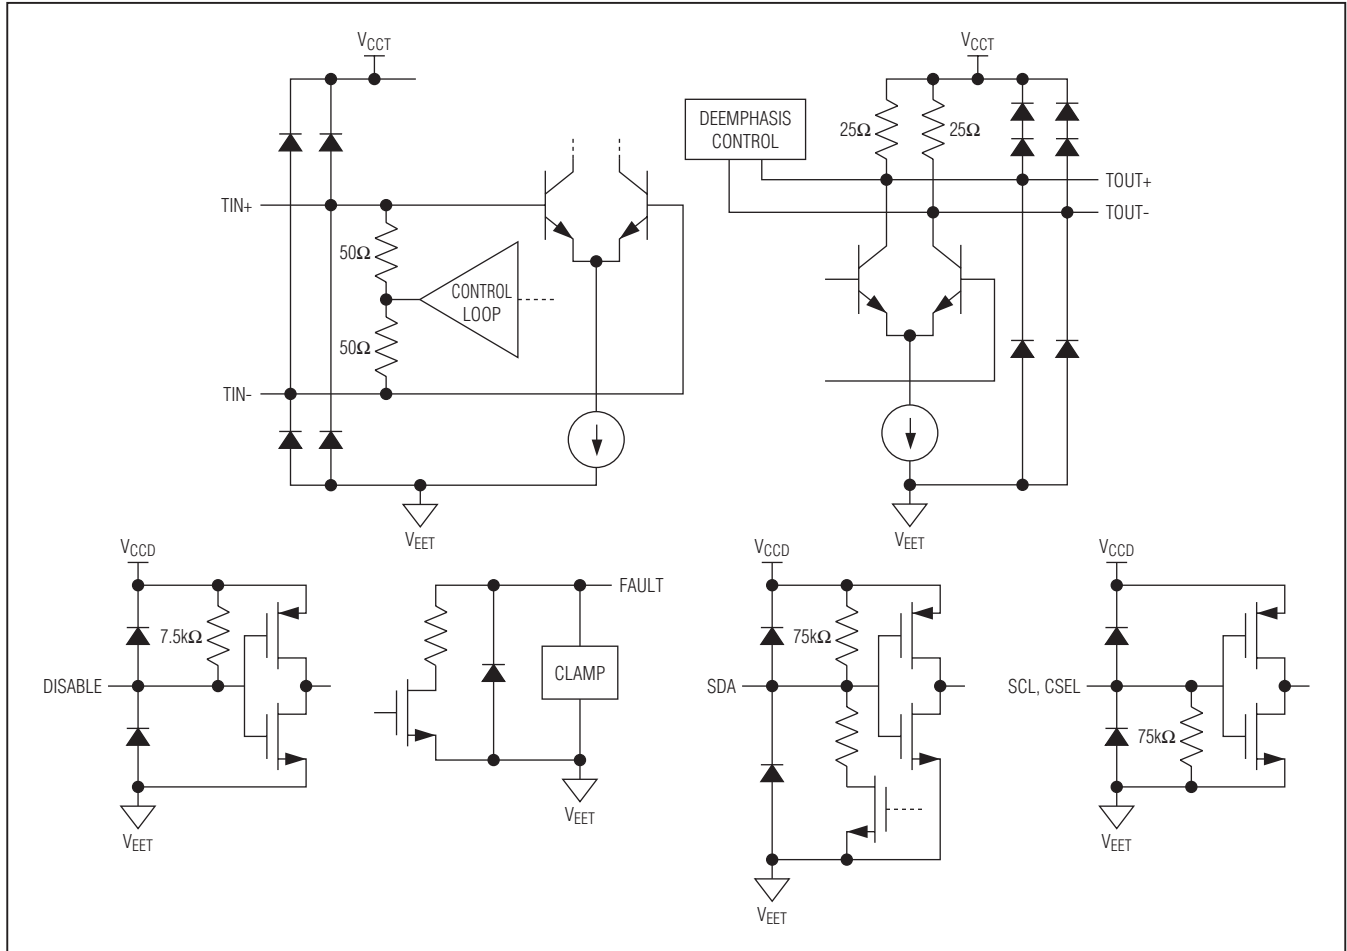 VCCT
TIN+
50Ω
CONTROL
LOOP
50Ω
TIN-
VEET
VCCT
DEEMPHASIS
CONTROL
25Ω
25Ω
TOUT+
TOUT-
VEET
VCCD
7.5kΩ
DISABLE
VEET
FAULT
CLAMP
VEET
VCCD
75kΩ
SDA
VEET
VCCD
SCL, CSEL
75kΩ
VEET